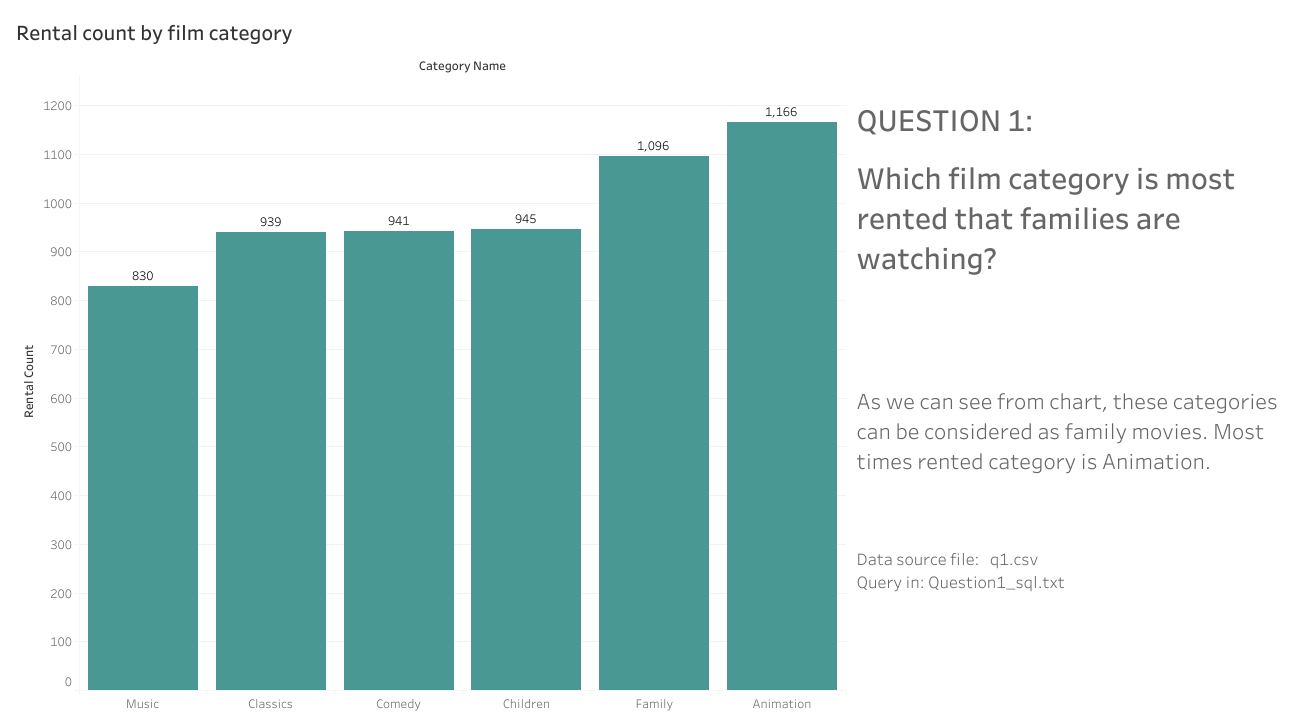 Rental count by film category
Category Name
1200
1100
1000
900
800
700
600
500
400
300
200
100
0
Rental Count
830
939
941
945
1,096
1,166
Music
Classics
Comedy
Children
Family
Animation
QUESTION 1:
Which film category is most
rented that families are
watching?
As we can see from chart, these categories
can be considered as family movies. Most
times rented category is Animation.
Data source file: q1.csv
Query in: Question1_sql.txt